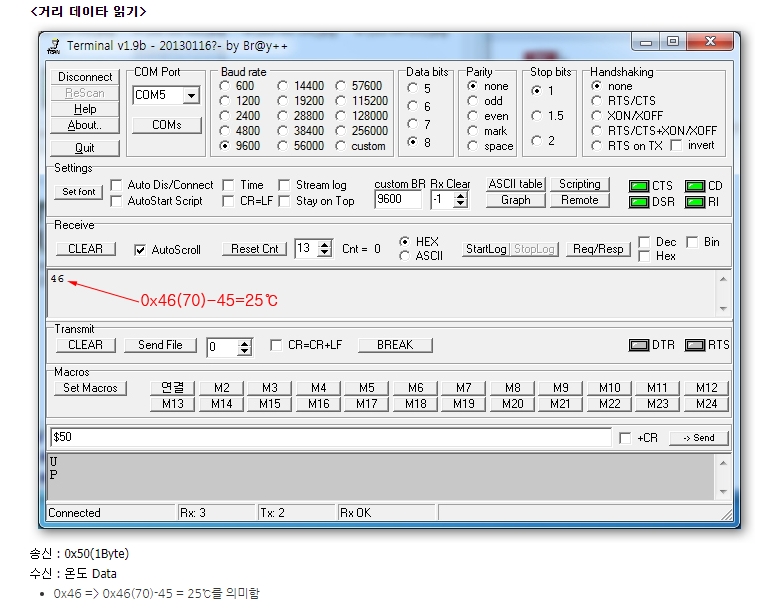 <거리 데이타 읽기>
Terminal v1.9b - 20130116?- by Br@y++
Disconnect
ReScan
Help
About..
Quit
COM Port
COM5
COMs
Baud rate
600 14400 57600
1200 19200 115200
2400 28800 128000
4800 38400 256000
9600 56000 custom
Data bits
5
6
7
8
Parity
none
odd
even
mark
space
Stop bits
1
1.5
2
Handshaking
none
RTS/CTS
XON/XOFF
RTS/CTS+XON/XOFF
RTS on TX invert
Settings
Set font
Auto Dis/Connect Time Stream log
AutoStart Script CR=LF Stay on Top
custom BR Rx Clear
9600 -1
ASCII table Scripting
Graph Remote
CTS CD
DSR RI
Receive
CLEAR AutoScroll Reset Cnt 13 Cnt = 0
HEX
ASCII
StartLog StopLog Req/Resp
Dec Bin
Hex
46
0x46(70)-45=25℃
Transmit
CLEAR Send File 0 CR=CR+LF BREAK DTR RTS
Macros
Set Macros
연결 M2 M3 M4 M5 M6 M7 M8 M9 M10 M11 M12
M13 M14 M15 M16 M17 M18 M19 M20 M21 M22 M23 M24
$50 +CR -> Send
U
P
Connected Rx: 3 Tx: 2 Rx OK
송신 : 0x50(1Byte)
수신 : 온도 Data
• 0x46 => 0x46(70)-45 = 25℃를 의미함